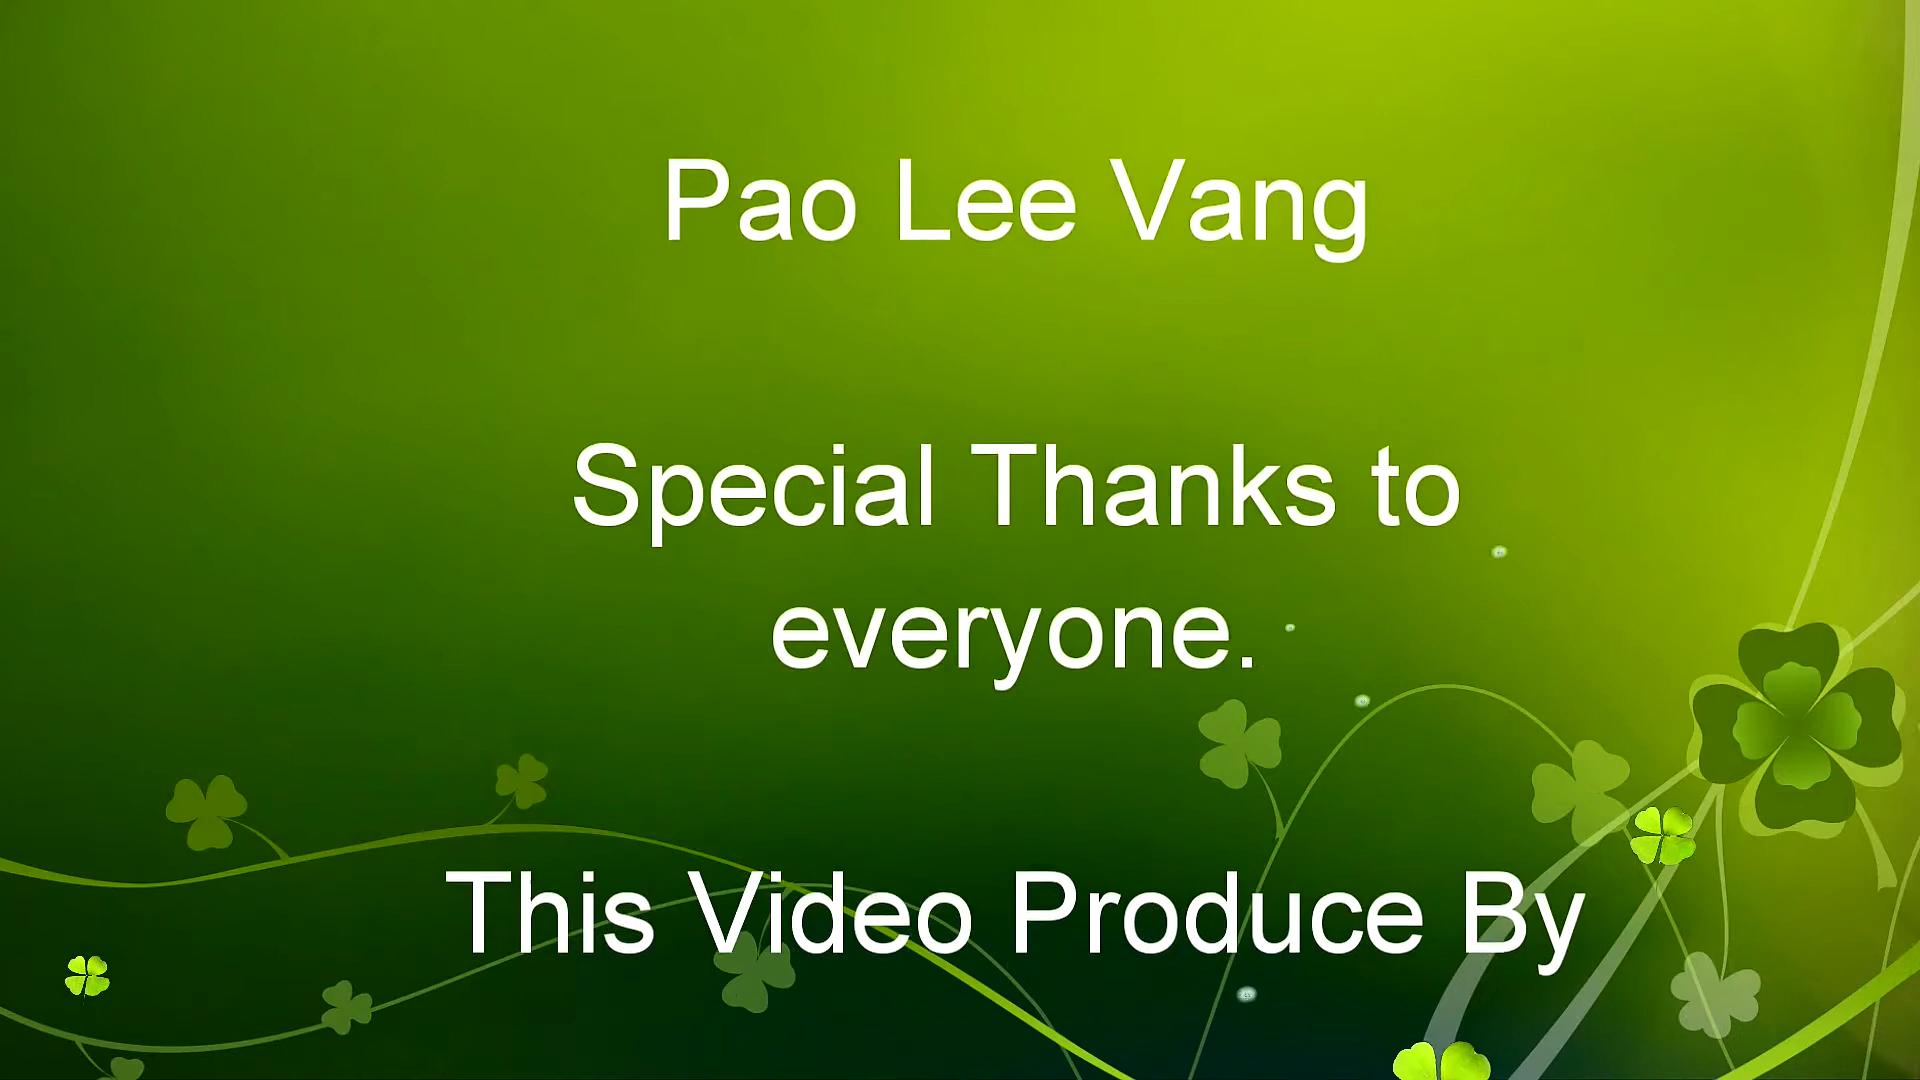 Pao Lee Vang
Special Thanks to
everyone.
This Video Produce By